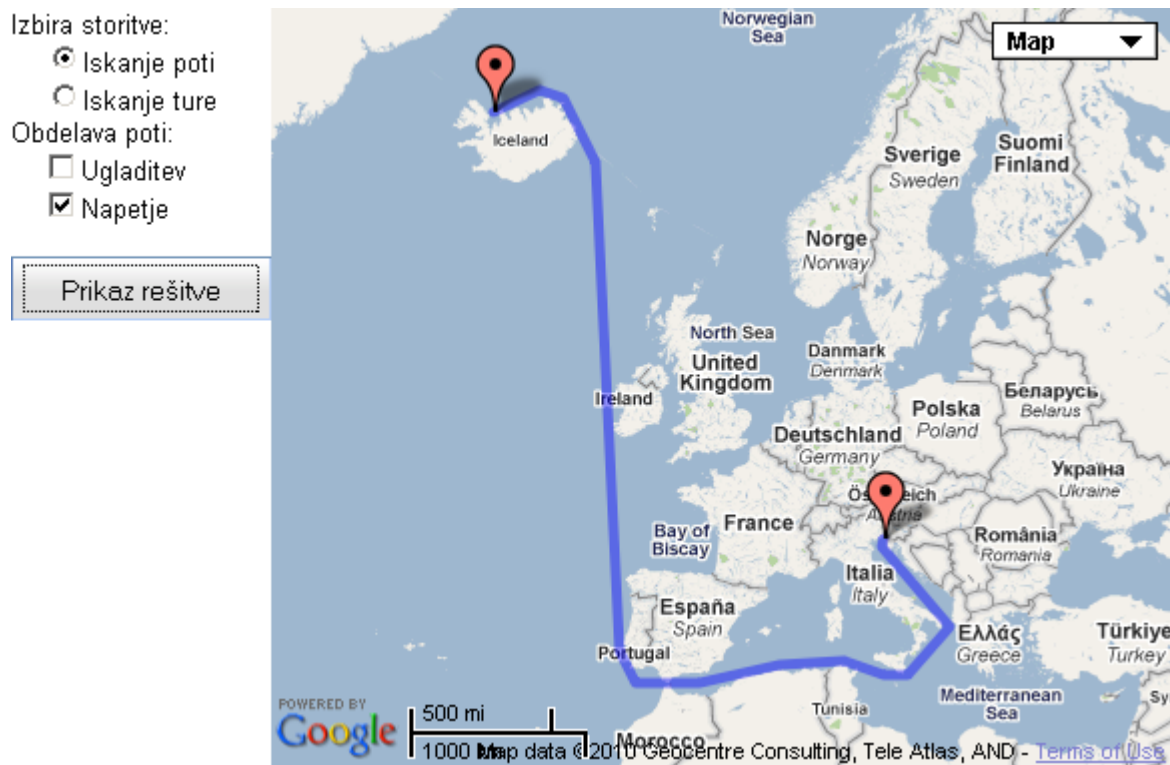 Izbira storitve:
Iskanje poti
Iskanje ture
Obdelava poti:
Ugladitev
Napetje
Prikaz rešitve
Norwegian
Sea
Map
Iceland
Sverige
Sweden
Suomi
Finland
Norge
Norway
North Sea
United
Kingdom
Danmark
Denmark
Ireland
Беларусь
Belarus
Polska
Poland
Deutschland
Germany
Україна
Ukraine
Austria
Bay of
Biscay
France
România
Romania
Italia
Italy
España
Spain
Portugal
Ελλάς
Greece
Türkiye
Turkey
Mediterranean
Sea
Sy
Tunisia
Morocco
POWERED BY
Google
500 mi
1000
Map data ©2010 Geocentre Consulting, Tele Atlas, AND - Terms of Use